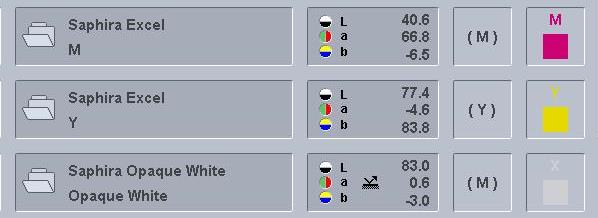 Saphira Excel
M
L 40.6
a 66.8
b -6.5
( M )
M
Saphira Excel
Y
L 77.4
a -4.6
b 83.8
( Y )
Y
Saphira Opaque White
Opaque White
L 83.0
a 0.6
b -3.0
( M )
X